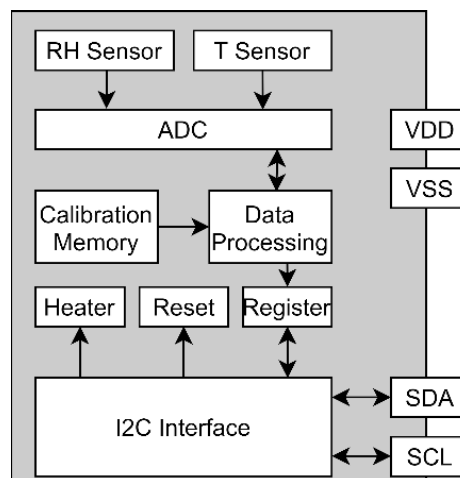 RH Sensor
T Sensor
ADC
VDD
VSS
Calibration
Memory
Data
Processing
Heater
Reset
Register
I2C Interface
SDA
SCL